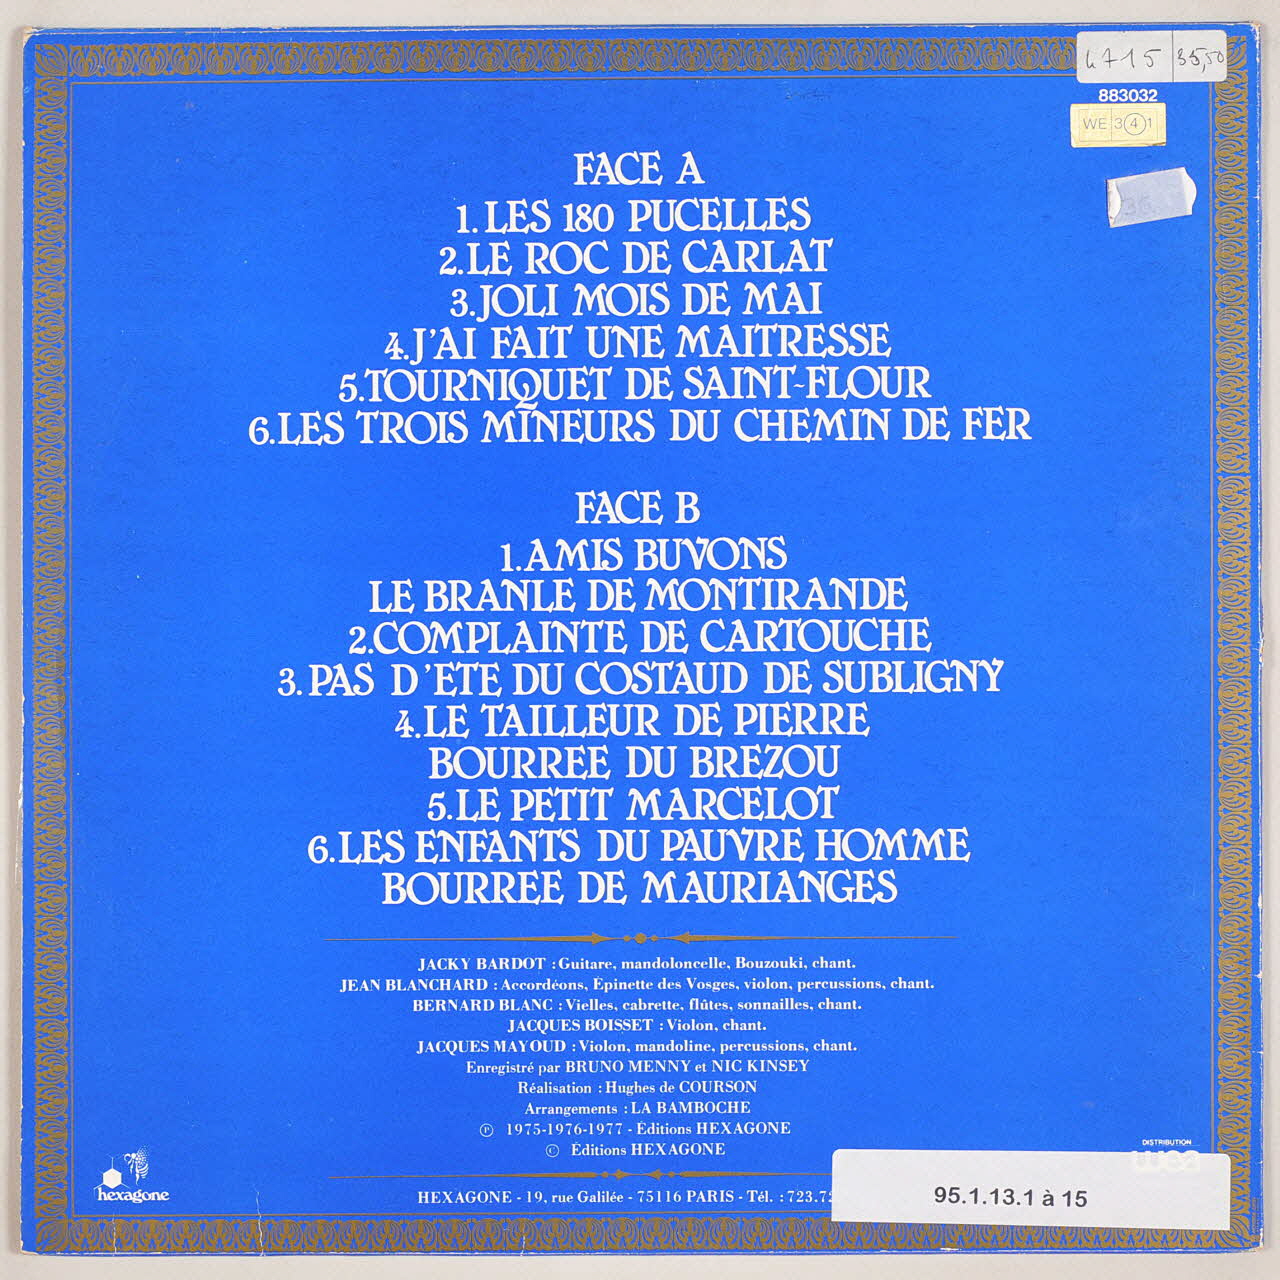 4715 35,50
883032
WE 3 4 1
36
FACE A
1. LES 180 PUCELLES
2. LE ROC DE CARLAT
3. JOLI MOIS DE MAI
4. J'AI FAIT UNE MAITRESSE
5. TOURNIQUET DE SAINT-FLOUR
6. LES TROIS MINEURS DU CHEMIN DE FER
FACE B
1. AMIS BUVONS
LE BRANLE DE MONTIRANDE
2. COMPLAINTE DE CARTOUCHE
3. PAS D'ETE DU COSTAUD DE SUBLIGNY
4. LE TAILLEUR DE PIERRE
BOURREE DU BREZOU
5. LE PETIT MARCELOT
6. LES ENFANTS DU PAUVRE HOMME
BOURREE DE MAURIANGES
JACKY BARDOT : Guitare, mandoloncelle, Bouzouki, chant.
JEAN BLANCHARD : Accordéons, Épinette des Vosges, violon, percussions, chant.
BERNARD BLANC : Vielles, cabrette, flûtes, sonnailles, chant.
JACQUES BOISSET : Violon, chant.
JACQUES MAYOUD : Violon, mandoline, percussions, chant.
Enregistré par BRUNO MENNY et NIC KINSEY
Réalisation : Hughes de COURSON
Arrangements : LA BAMBOCHE
℗ 1975-1976-1977 - Éditions HEXAGONE
© Éditions HEXAGONE
hexagone
DISTRIBUTION
wea
HEXAGONE - 19, rue Galilée - 75116 PARIS - Tél. : 723.72
95.1.13.1 à 15